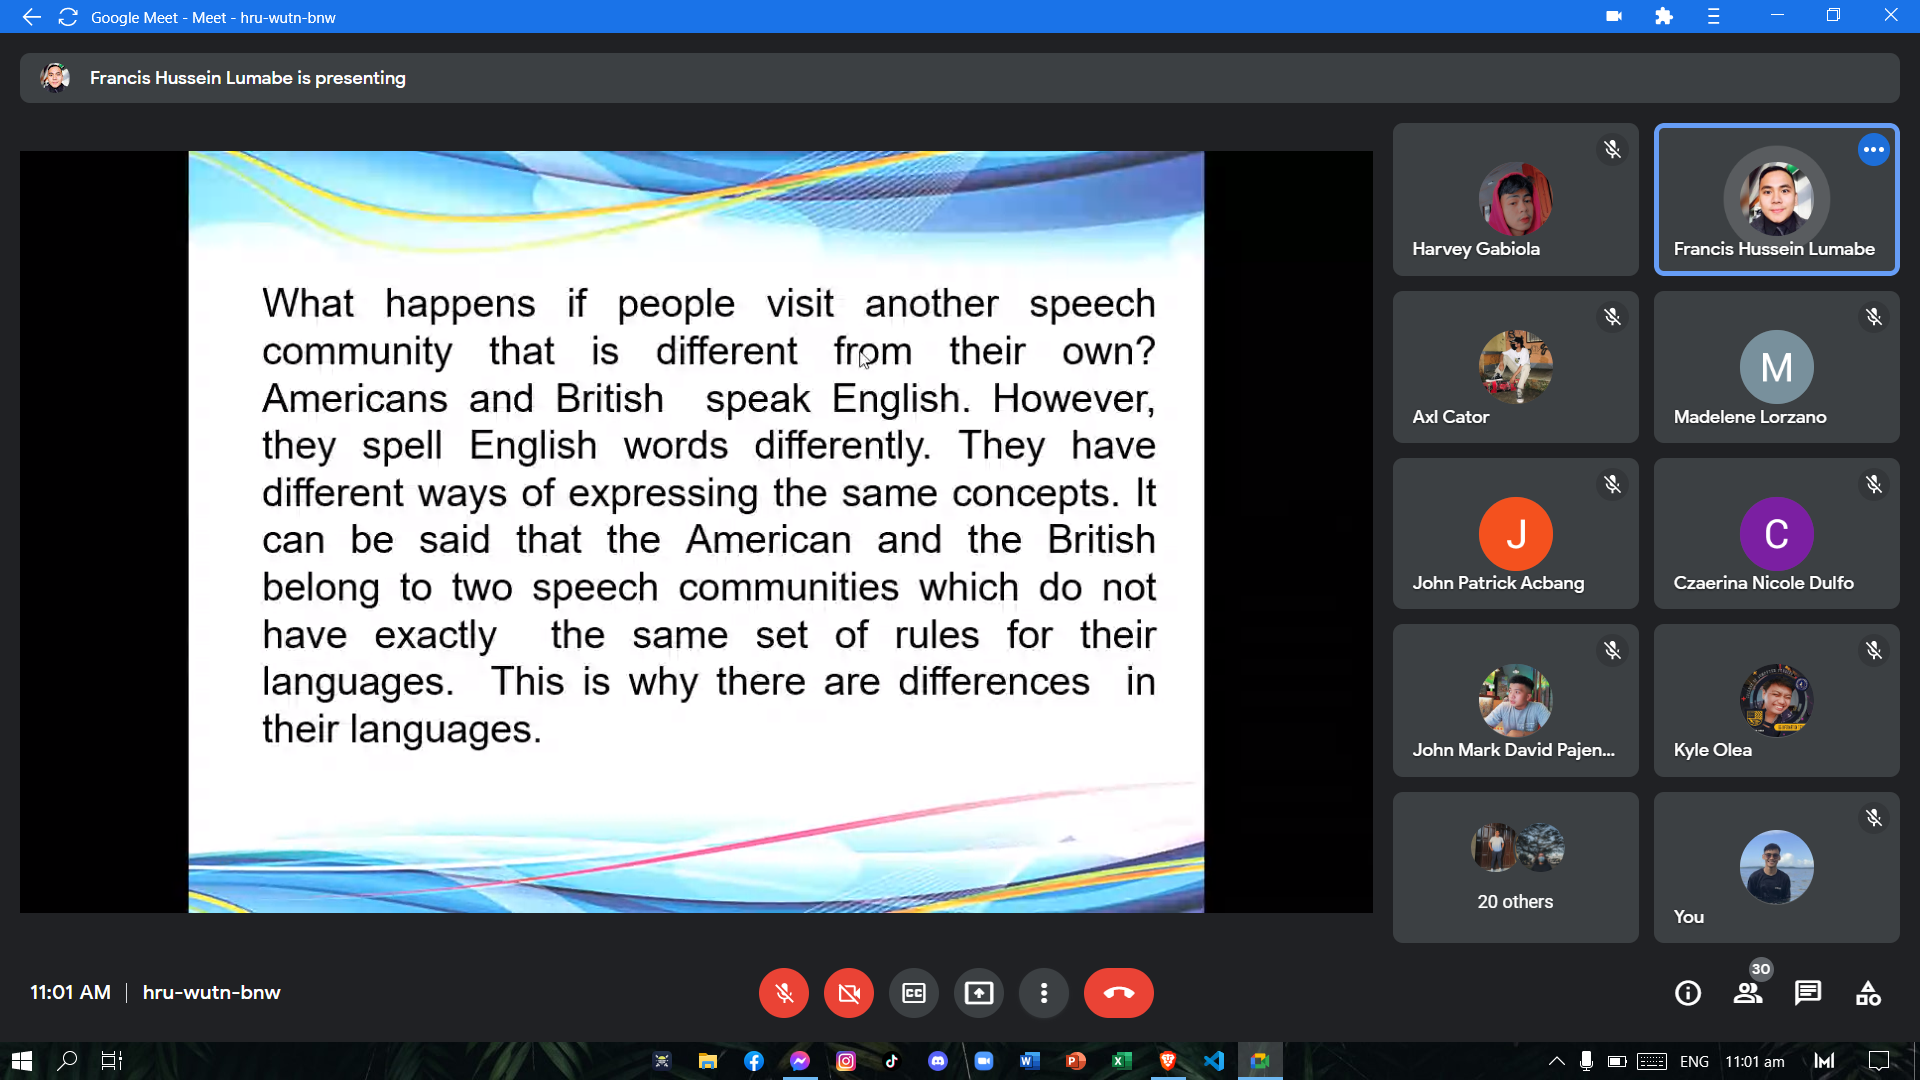 Google Meet - Meet - hru-wutn-bnw
Francis Hussein Lumabe is presenting
What happens if people visit another speech
community that is different from their own?
Americans and British speak English. However,
they spell English words differently. They have
different ways of expressing the same concepts. It
can be said that the American and the British
belong to two speech communities which do not
have exactly the same set of rules for their
languages. This is why there are differences in
their languages.
Harvey Gabiola
Francis Hussein Lumabe
Axl Cator
M
Madelene Lorzano
J
John Patrick Acbang
C
Czaerina Nicole Dulfo
John Mark David Pajen...
Kyle Olea
20 others
You
11:01 AM | hru-wutn-bnw
CC
30
ENG
11:01 am